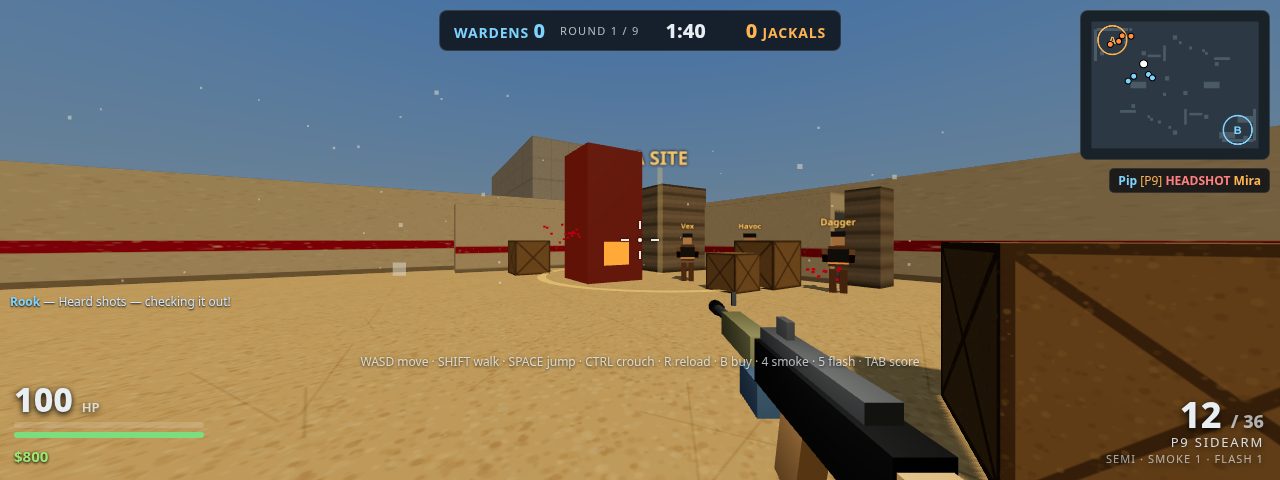 WARDENS 0 ROUND 1 / 9 1:40 0 JACKALS
A
B
Pip [P9] HEADSHOT Mira
A SITE
Vex
Havoc
Dagger
Rook — Heard shots — checking it out!
WASD move · SHIFT walk · SPACE jump · CTRL crouch · R reload · B buy · 4 smoke · 5 flash · TAB score
100 HP
$800
12 / 36
P9 SIDEARM
SEMI · SMOKE 1 · FLASH 1